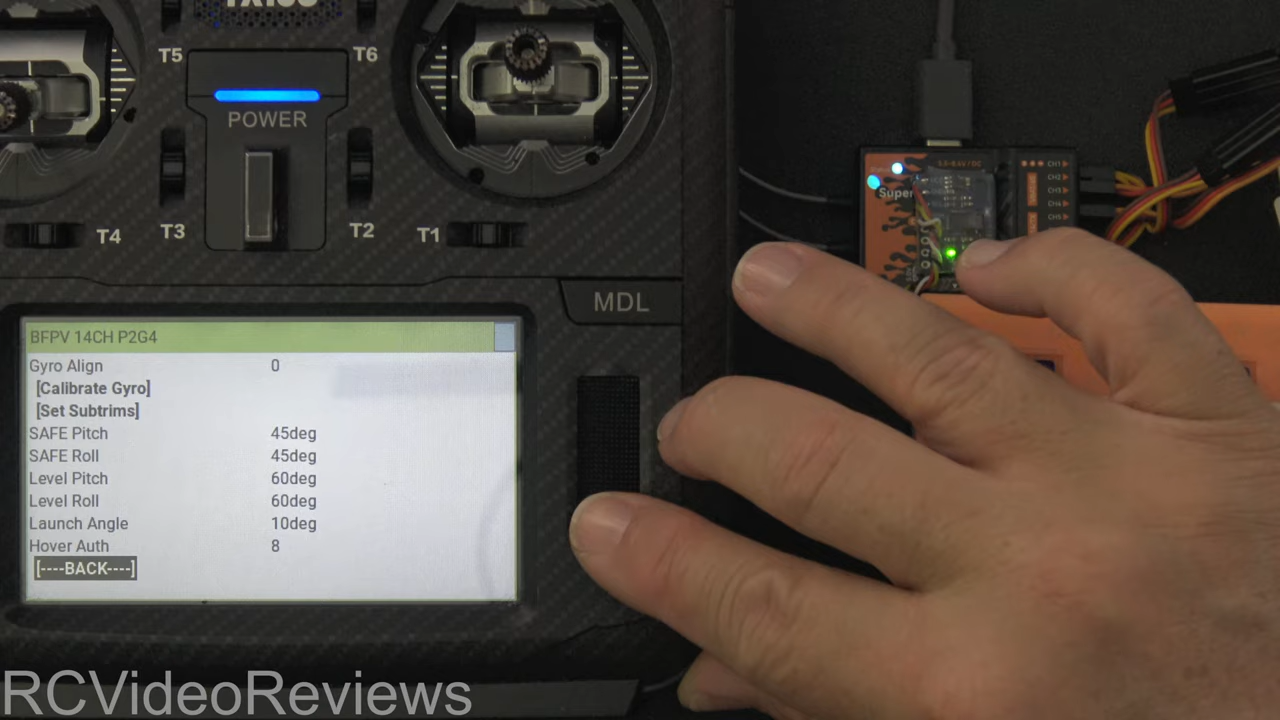 TX16S
T5
T6
POWER
T4
T3
T2
T1
MDL
BFPV 14CH P2G4
Gyro Align 0
[Calibrate Gyro]
[Set Subtrims]
SAFE Pitch 45deg
SAFE Roll 45deg
Level Pitch 60deg
Level Roll 60deg
Launch Angle 10deg
Hover Auth 8
[----BACK----]
Super
CH1
CH2
CH3
CH4
CH5
RCVideoReviews